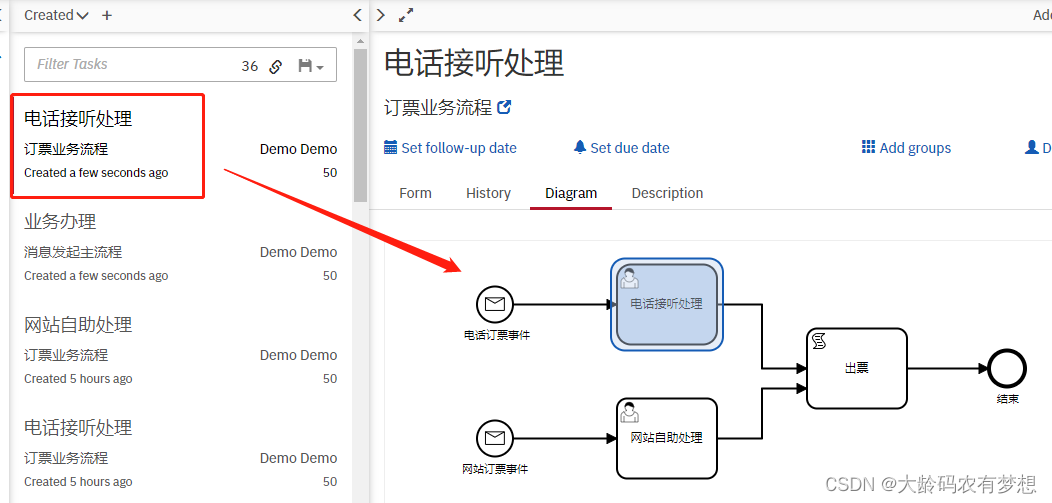 Created +
Filter Tasks 36
电话接听处理
订票业务流程 Demo Demo
Created a few seconds ago 50
业务办理
消息发起主流程 Demo Demo
Created a few seconds ago 50
网站自助处理
订票业务流程 Demo Demo
Created 5 hours ago 50
电话接听处理
订票业务流程 Demo Demo
Created 5 hours ago 50
Add
电话接听处理
订票业务流程
Set follow-up date Set due date Add groups D
Form History Diagram Description
电话接听处理
电话订票事件
出票
结束
网站自助处理
网站订票事件
CSDN @大龄码农有梦想